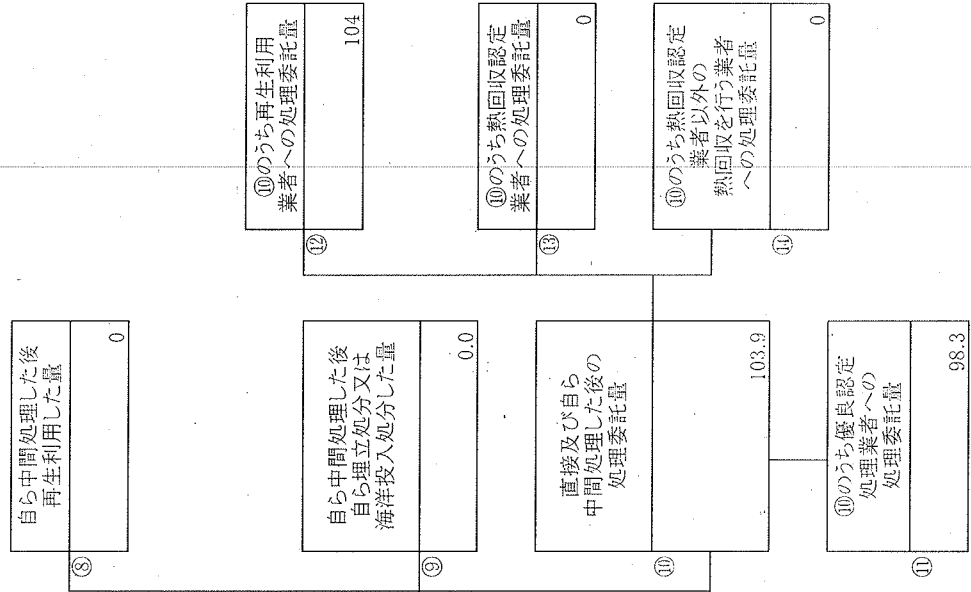 ⑧
自ら中間処理した後
再生利用した量
0
⑨
自ら中間処理した後
自ら埋立処分又は
海洋投入処分した量
0.0
⑩
直接及び自ら
中間処理した後の
処理委託量
103.9
⑪
⑩のうち優良認定
処理業者への
処理委託量
98.3
⑫
⑩のうち再生利用
業者への処理委託量
104
⑬
⑩のうち熱回収認定
業者への処理委託量
0
⑭
⑩のうち熱回収認定
業者以外の
熱回収を行う業者
への処理委託量
0